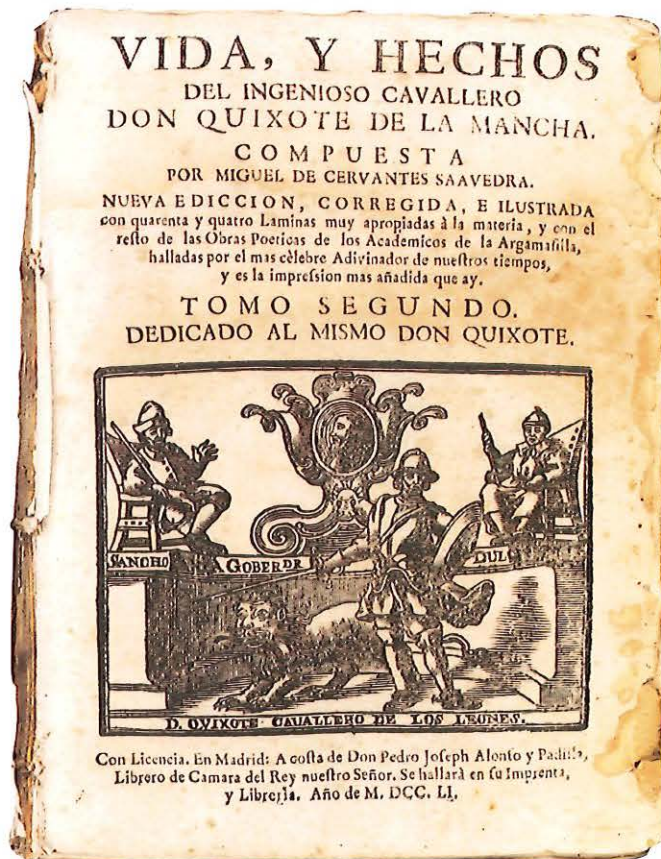 VIDA, Y HECHOS
DEL INGENIOSO CAVALLERO
DON QUIXOTE DE LA MANCHA.
COMPUESTA
POR MIGUEL DE CERVANTES SAAVEDRA.
NUEVA EDICCION, CORREGIDA, E ILUSTRADA
con quarenta y quatro Laminas muy apropiadas à la materia, y con el
resto de las Obras Poeticas de los Academicos de la Argamasilla,
halladas por el mas cèlebre Adivinador de nuestros tiempos,
y es la impression mas añadida que ay.
TOMO SEGUNDO.
DEDICADO AL MISMO DON QUIXOTE.
SANCHO GOBERDR DULC
D. QVIXOTE CAVALLERO DE LOS LEONES.
Con Licencia. En Madrid: A costa de Don Pedro Joseph Alonso y Padilla,
Librero de Camara del Rey nuestro Señor. Se hallarà en su Imprenta,
y Libreria. Año de M. DCC. LI.